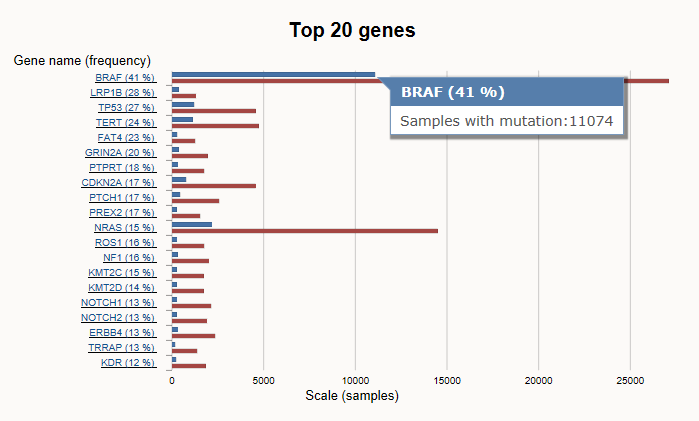 Top 20 genes
Gene name (frequency)
BRAF (41 %)
LRP1B (28 %)
TP53 (27 %)
TERT (24 %)
FAT4 (23 %)
GRIN2A (20 %)
PTPRT (18 %)
CDKN2A (17 %)
PTCH1 (17 %)
PREX2 (17 %)
NRAS (15 %)
ROS1 (16 %)
NF1 (16 %)
KMT2C (15 %)
KMT2D (14 %)
NOTCH1 (13 %)
NOTCH2 (13 %)
ERBB4 (13 %)
TRRAP (13 %)
KDR (12 %)
BRAF (41 %)
Samples with mutation:11074
0 5000 10000 15000 20000 25000
Scale (samples)